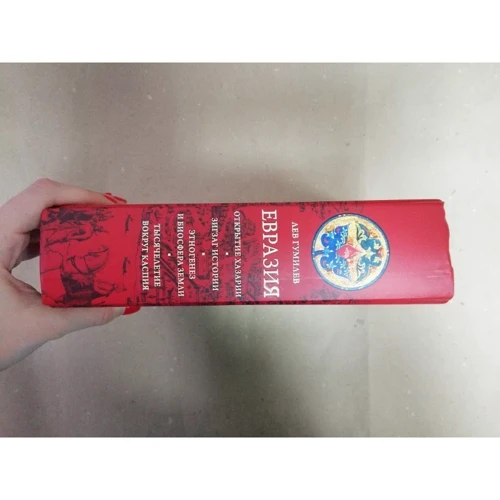 ЛЕВ ГУМИЛЕВ
ЕВРАЗИЯ
ОТКРЫТИЕ ХАЗАРИИ
•
ЗИГЗАГ ИСТОРИИ
•
ЭТНОГЕНЕЗ
И БИОСФЕРА ЗЕМЛИ
•
ТЫСЯЧЕЛЕТИЕ
ВОКРУГ КАСПИЯ